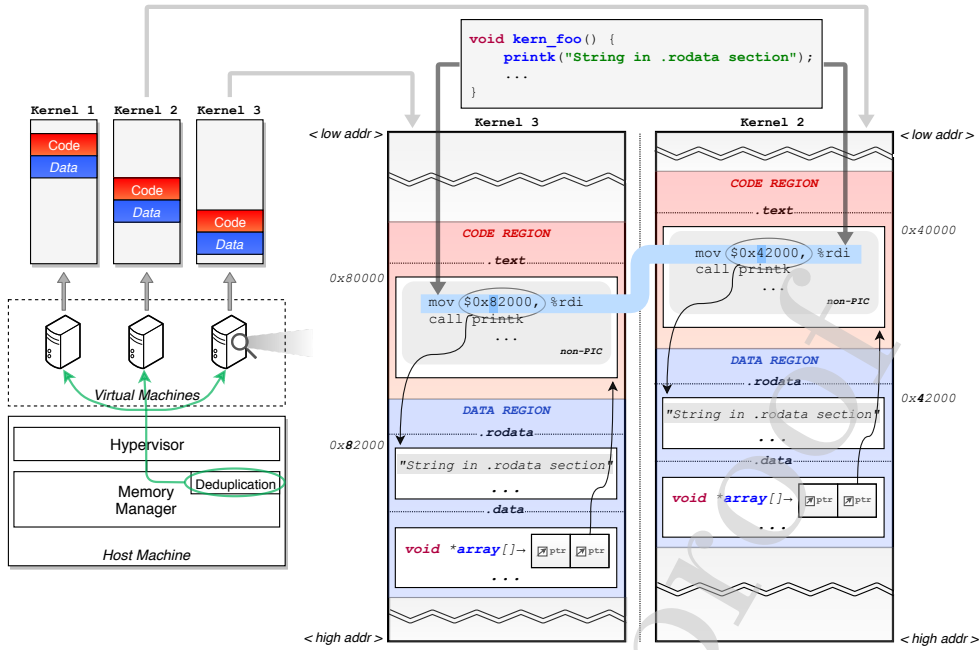 void kern_foo() {
printk("String in .rodata section");
...
}
Kernel 1
Kernel 2
Kernel 3
Code
Data
Code
Data
Code
Data
Virtual Machines
Hypervisor
Memory
Manager
Deduplication
Host Machine
< low addr >
Kernel 3
CODE REGION
.text
0x80000
mov $0x82000, %rdi
call printk
...
non-PIC
DATA REGION
.rodata
0x82000
"String in .rodata section"
...
.data
void *array[]→ ptr ptr
...
< high addr >
Kernel 2
< low addr >
CODE REGION
.text
0x40000
mov $0x42000, %rdi
call printk
...
non-PIC
DATA REGION
.rodata
0x42000
"String in .rodata section"
...
.data
void *array[]→ ptr ptr
...
< high addr >
proof